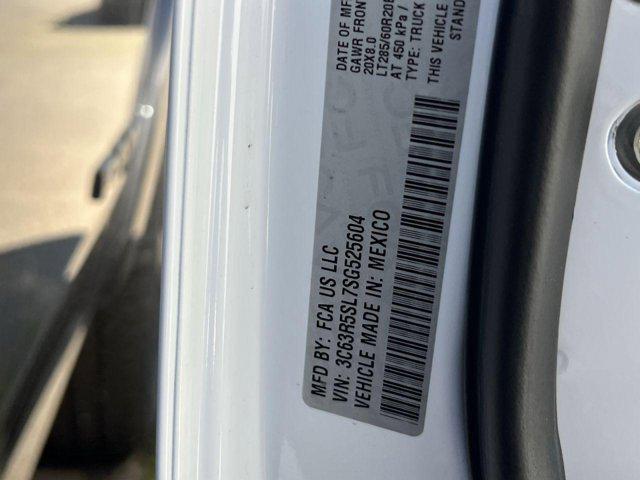 MFD BY: FCA US LLC
DATE OF MF
GAWR FRON
20X8.0
LT285/60R20E
AT 450 kPa /
TYPE: TRUCK
VIN: 3C63R5SL7SG525604
VEHICLE MADE IN: MEXICO
THIS VEHICLE
STAND